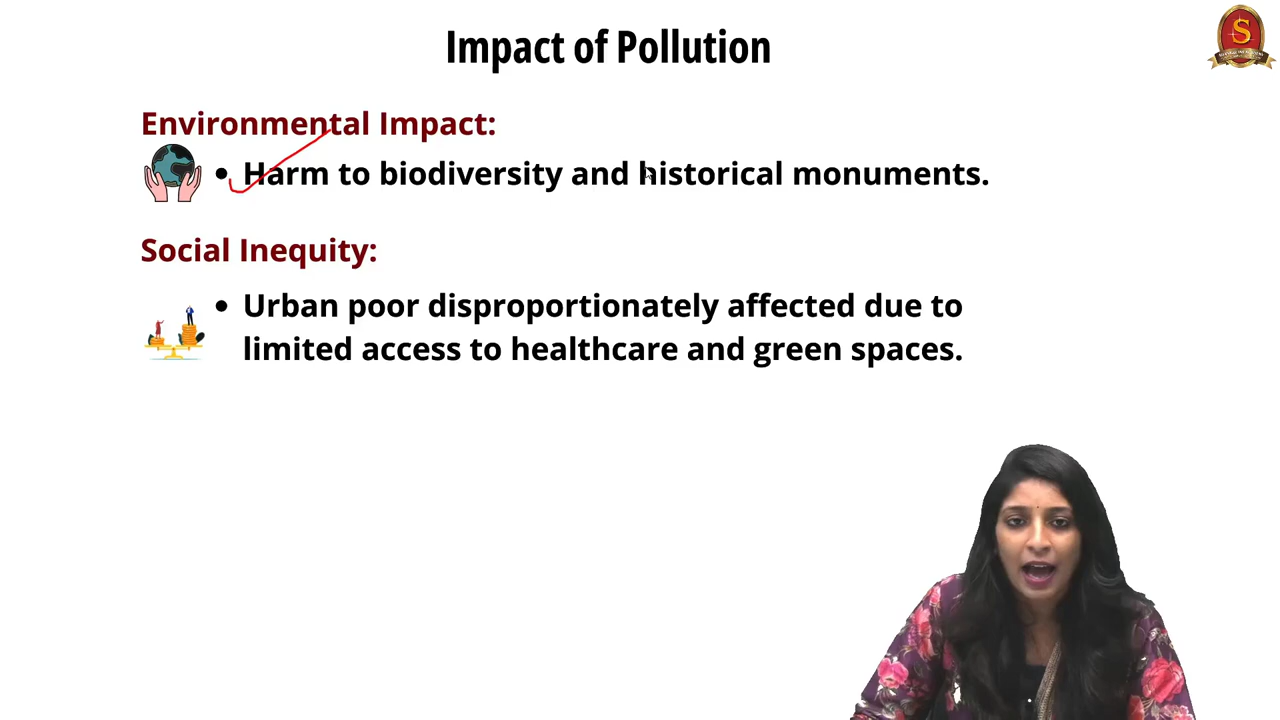 Impact of Pollution
S
Environmental Impact:
• Harm to biodiversity and historical monuments.
Social Inequity:
• Urban poor disproportionately affected due to
limited access to healthcare and green spaces.